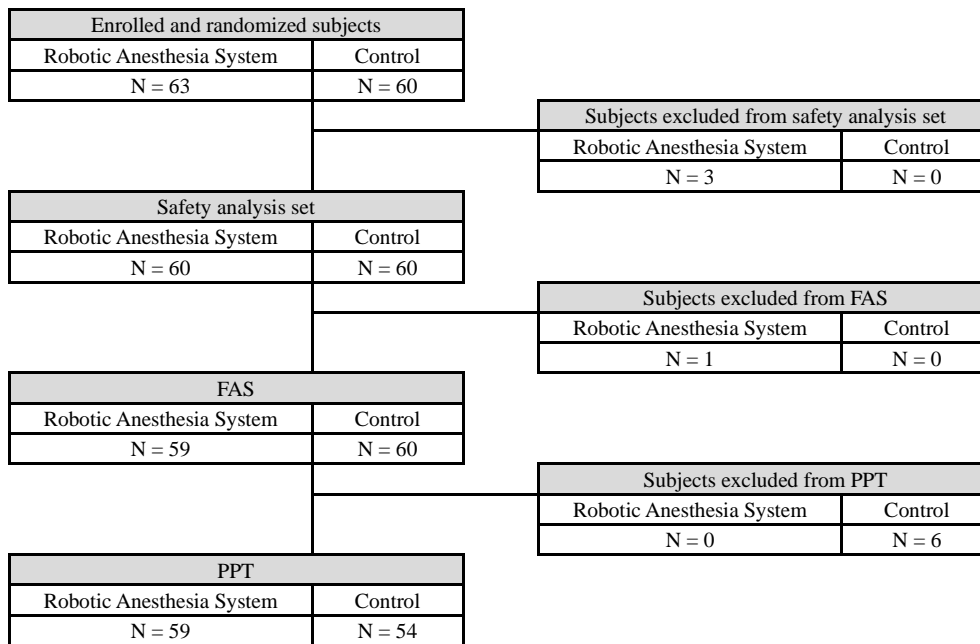 Enrolled and randomized subjects
Robotic Anesthesia System Control
N = 63 N = 60
Subjects excluded from safety analysis set
Robotic Anesthesia System Control
N = 3 N = 0
Safety analysis set
Robotic Anesthesia System Control
N = 60 N = 60
Subjects excluded from FAS
Robotic Anesthesia System Control
N = 1 N = 0
FAS
Robotic Anesthesia System Control
N = 59 N = 60
Subjects excluded from PPT
Robotic Anesthesia System Control
N = 0 N = 6
PPT
Robotic Anesthesia System Control
N = 59 N = 54